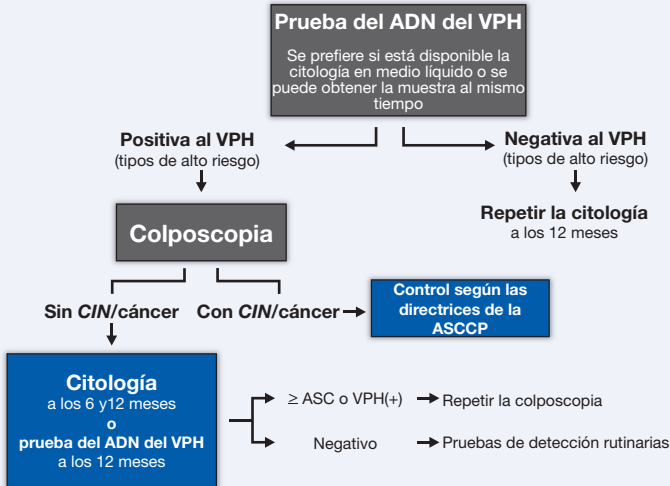 Prueba del ADN del VPH
Se prefiere si está disponible la
citología en medio líquido o se
puede obtener la muestra al mismo
tiempo
Positiva al VPH
(tipos de alto riesgo)
Negativa al VPH
(tipos de alto riesgo)
Repetir la citología
a los 12 meses
Colposcopia
Sin CIN/cáncer
Con CIN/cáncer
Control según las
directrices de la
ASCCP
Citología
a los 6 y12 meses
o
prueba del ADN del VPH
a los 12 meses
≥ ASC o VPH(+)
Repetir la colposcopia
Negativo
Pruebas de detección rutinarias